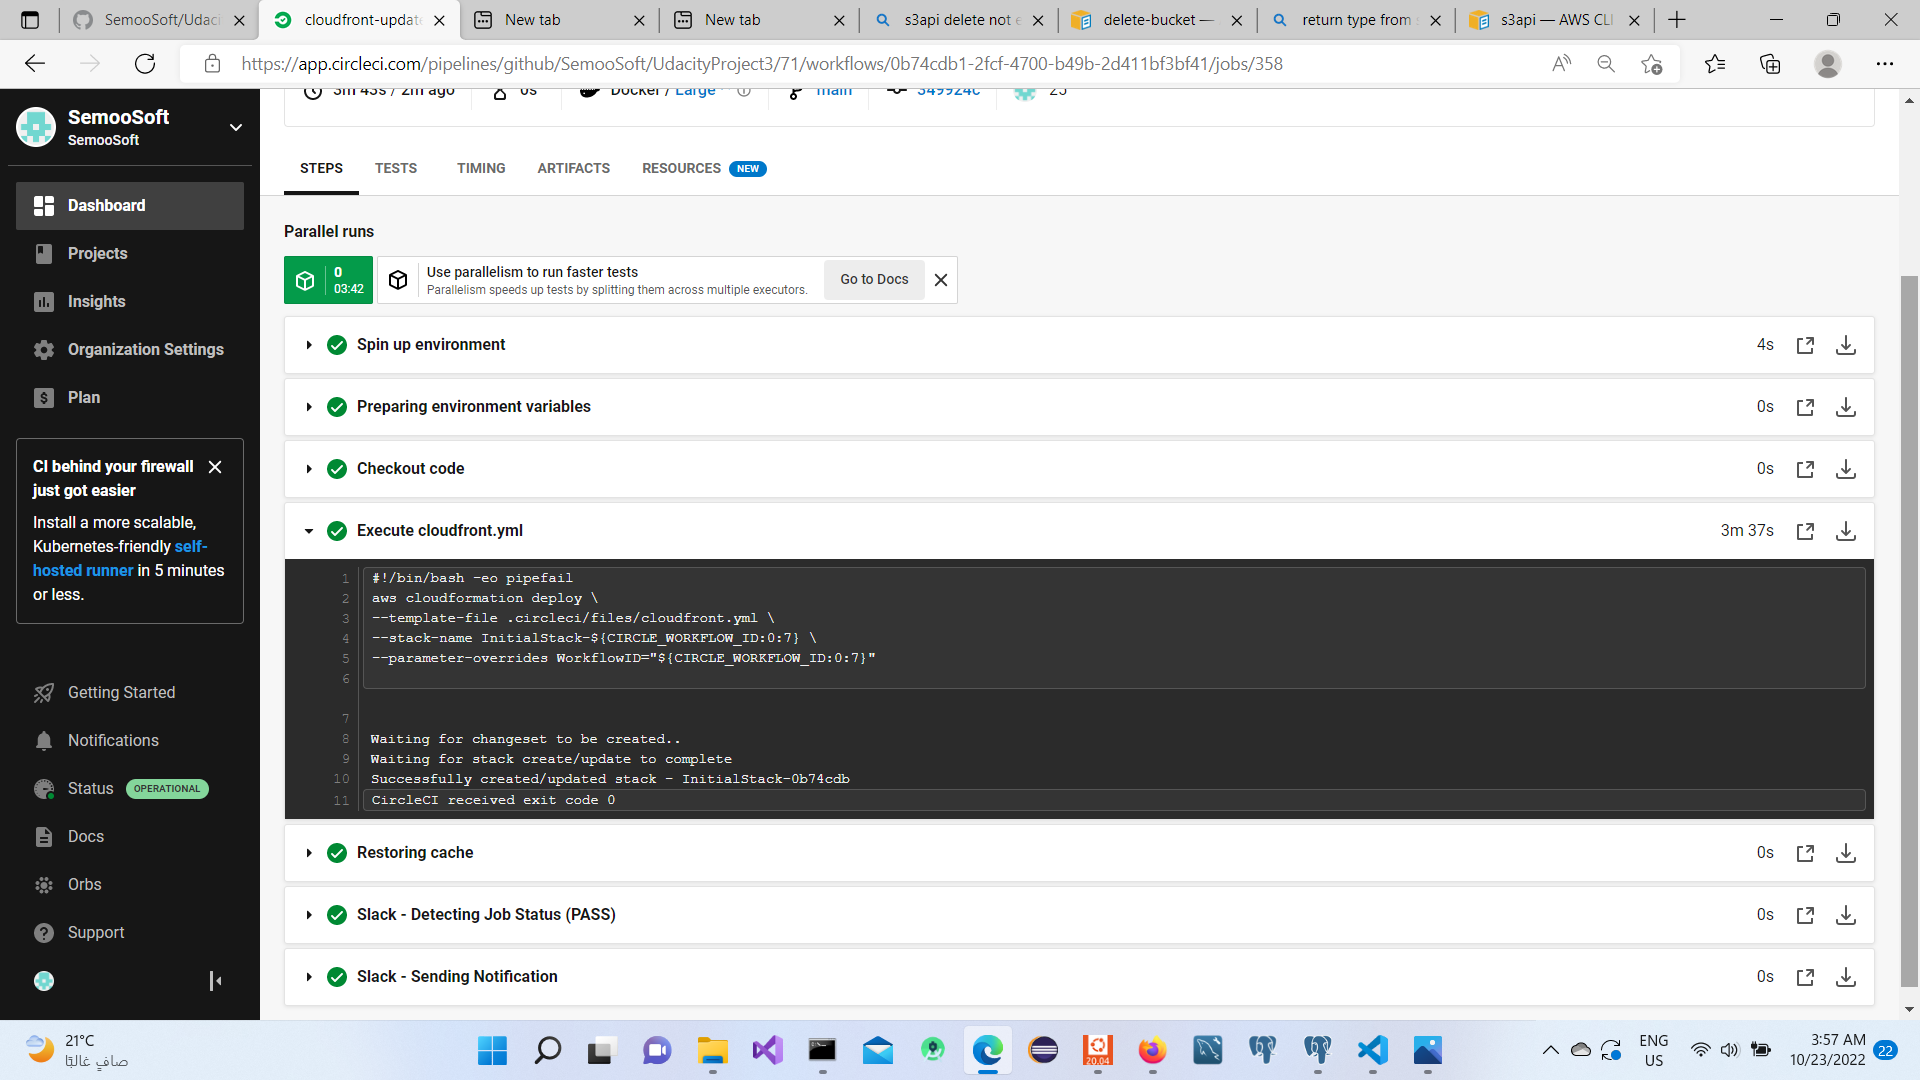 SemooSoft/Udaci
cloudfront-update
New tab
New tab
s3api delete not e
delete-bucket —
return type from s
s3api — AWS CLI
https://app.circleci.com/pipelines/github/SemooSoft/UdacityProject3/71/workflows/0b74cdb1-2fcf-4700-b49b-2d411bf3bf41/jobs/358
SemooSoft
SemooSoft
Dashboard
Projects
Insights
Organization Settings
Plan
CI behind your firewall just got easier
Install a more scalable,
Kubernetes-friendly self-
hosted runner in 5 minutes
or less.
Getting Started
Notifications
Status OPERATIONAL
Docs
Orbs
Support
3m 43s / 2m ago
0s
Docker / Large
main
349924c
25
STEPS
TESTS
TIMING
ARTIFACTS
RESOURCES NEW
Parallel runs
0
03:42
Use parallelism to run faster tests
Parallelism speeds up tests by splitting them across multiple executors.
Go to Docs
Spin up environment 4s
Preparing environment variables 0s
Checkout code 0s
Execute cloudfront.yml 3m 37s
1 #!/bin/bash -eo pipefail
2 aws cloudformation deploy \
3 --template-file .circleci/files/cloudfront.yml \
4 --stack-name InitialStack-${CIRCLE_WORKFLOW_ID:0:7} \
5 --parameter-overrides WorkflowID="${CIRCLE_WORKFLOW_ID:0:7}"
6
7
8 Waiting for changeset to be created..
9 Waiting for stack create/update to complete
10 Successfully created/updated stack - InitialStack-0b74cdb
11 CircleCI received exit code 0
Restoring cache 0s
Slack - Detecting Job Status (PASS) 0s
Slack - Sending Notification 0s
21°C
صافٍ غالبًا
20.04
ENG
US
3:57 AM
10/23/2022
22